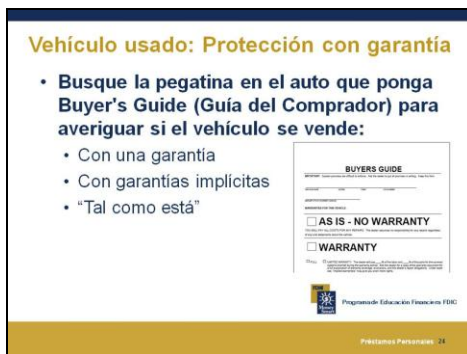 Vehículo usado: Protección con garantía
• Busque la pegatina en el auto que ponga
Buyer's Guide (Guía del Comprador) para
averiguar si el vehículo se vende:
• Con una garantía
• Con garantías implícitas
• "Tal como está"
BUYERS GUIDE
AS IS - NO WARRANTY
WARRANTY
Programa de Educación Financiera FDIC
Préstamos Personales 24